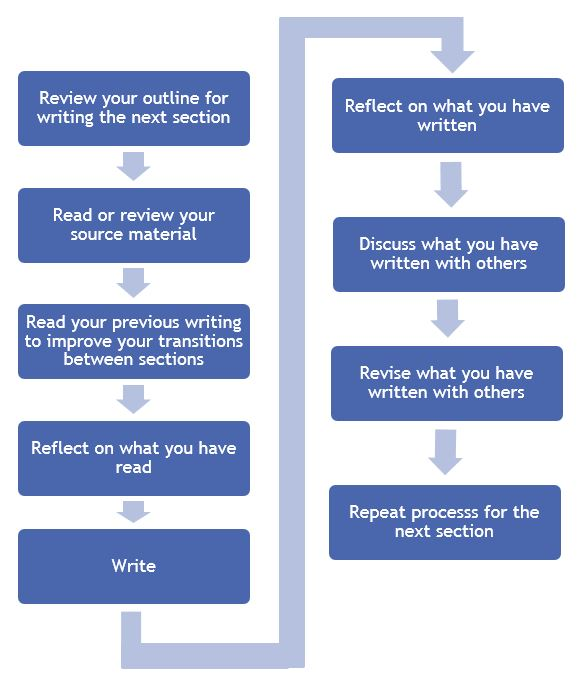 Review your outline for
writing the next section
Read or review your
source material
Read your previous writing
to improve your transitions
between sections
Reflect on what you have
read
Write
Reflect on what you have
written
Discuss what you have
written with others
Revise what you have
written with others
Repeat processs for the
next section